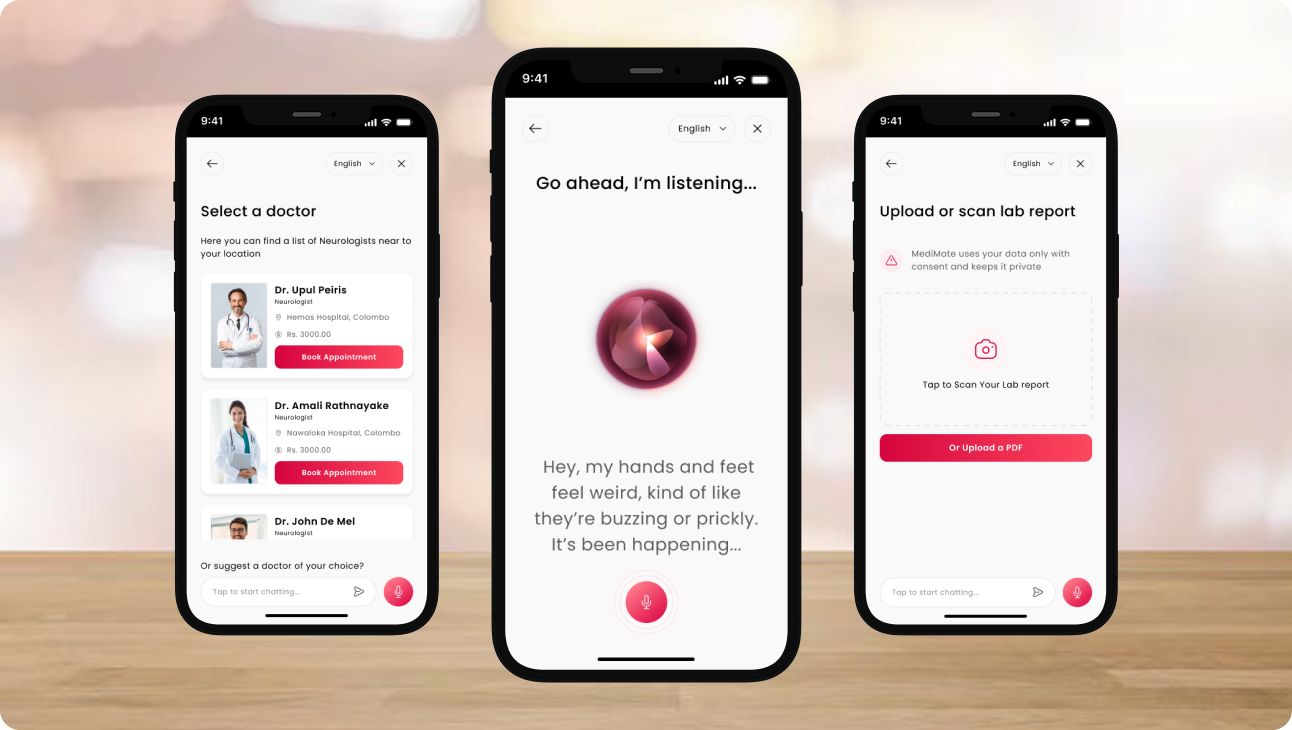 9:41
English
Select a doctor
Here you can find a list of Neurologists near to
your location
Dr. Upul Peiris
Neurologist
Hemas Hospital, Colombo
Rs. 3000.00
Book Appointment
Dr. Amali Rathnayake
Neurologist
Nawaloka Hospital, Colombo
Rs. 3000.00
Book Appointment
Dr. John De Mel
Neurologist
Or suggest a doctor of your choice?
Tap to start chatting...
9:41
English
Go ahead, I'm listening...
Hey, my hands and feet
feel weird, kind of like
they're buzzing or prickly.
It's been happening...
9:41
English
Upload or scan lab report
MediMate uses your data only with
consent and keeps it private
Tap to Scan Your Lab report
Or Upload a PDF
Tap to start chatting...